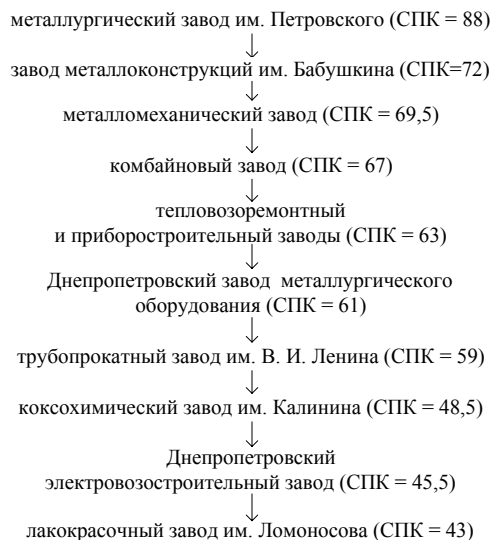 металлургический завод им. Петровского (СПК = 88)
завод металлоконструкций им. Бабушкина (СПК=72)
металломеханический завод (СПК = 69,5)
комбайновый завод (СПК = 67)
тепловозоремонтный
и приборостроительный заводы (СПК = 63)
Днепропетровский завод металлургического
оборудования (СПК = 61)
трубопрокатный завод им. В. И. Ленина (СПК = 59)
коксохимический завод им. Калинина (СПК = 48,5)
Днепропетровский
электровозостроительный завод (СПК = 45,5)
лакокрасочный завод им. Ломоносова (СПК = 43)